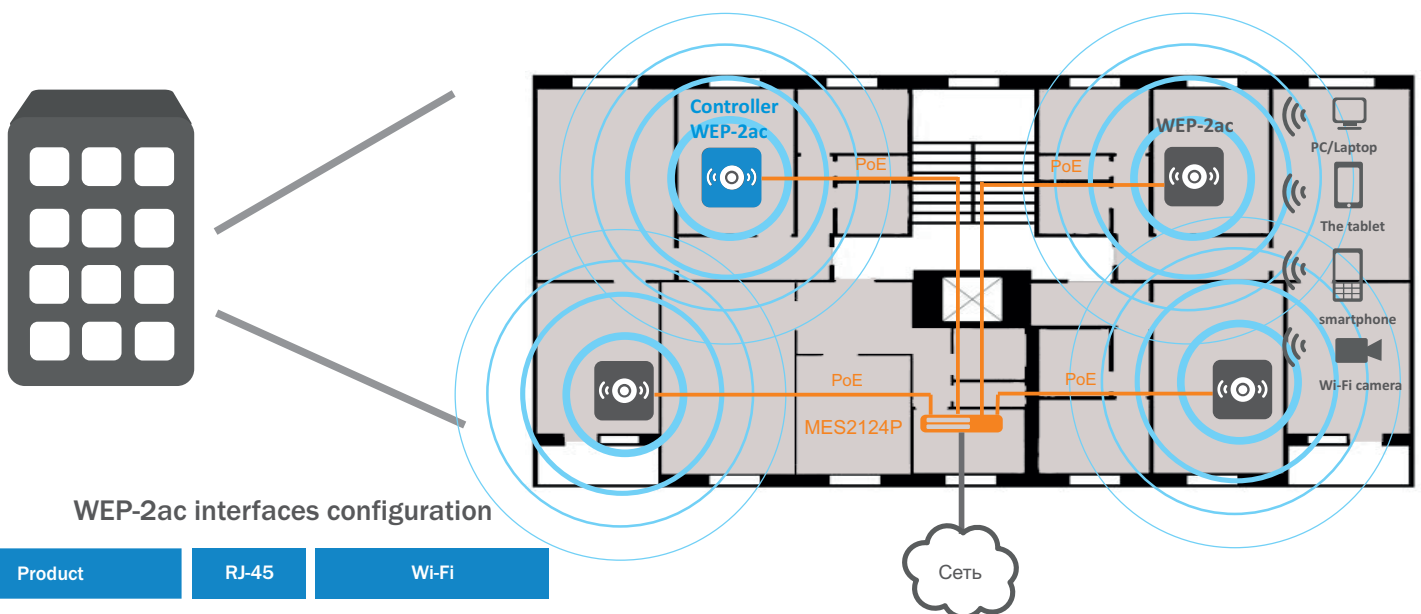 Controller
WEP-2ac
WEP-2ac
PC/Laptop
PoE
PoE
The tablet
smartphone
PoE
PoE
Wi-Fi camera
MES2124P
WEP-2ac interfaces configuration
Product
RJ-45
Wi-Fi
Сеть